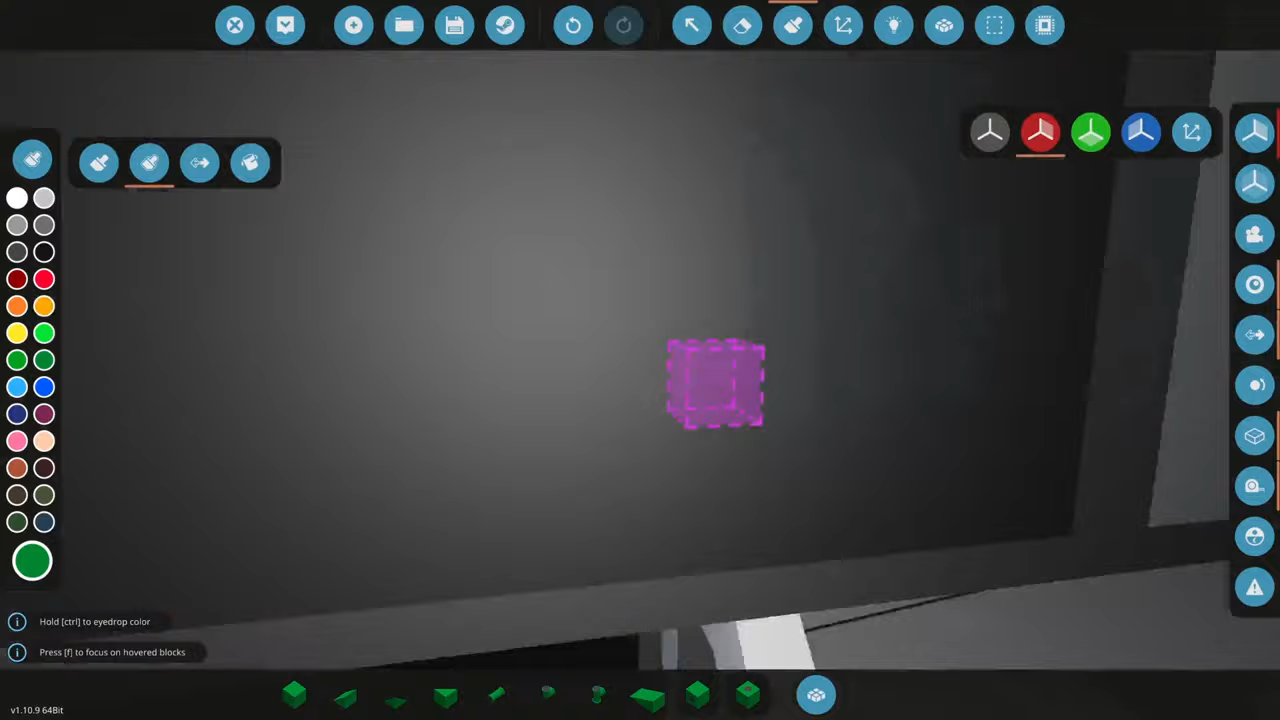 Hold [ctrl] to eyedrop color
Press [f] to focus on hovered blocks
v1.10.9 64Bit